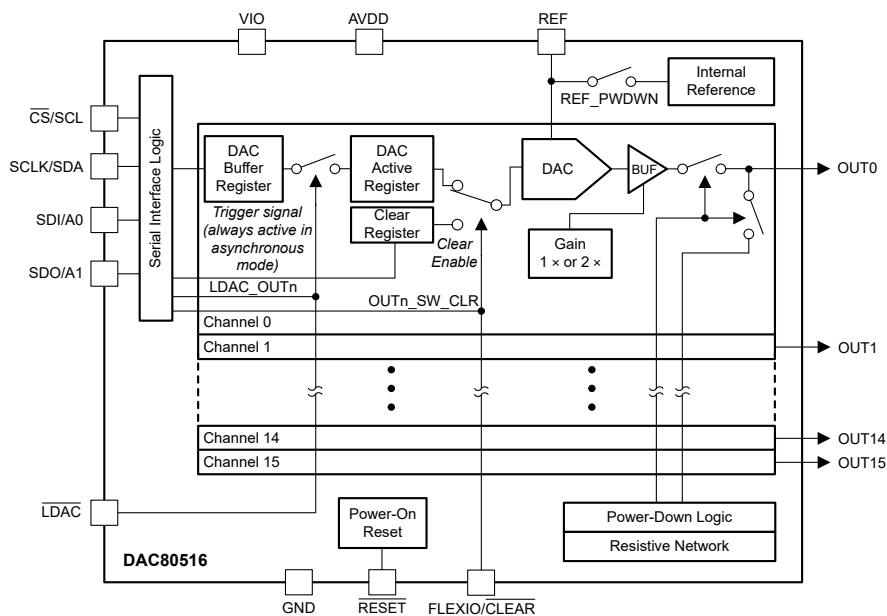 VIO
AVDD
REF
Internal
Reference
REF_PWDWN
CS/SCL
SCLK/SDA
SDI/A0
SDO/A1
Serial Interface Logic
DAC
Buffer
Register
DAC
Active
Register
DAC
BUF
OUT0
Trigger signal
(always active in
asynchronous
mode)
Clear
Register
Clear
Enable
Gain
1 × or 2 ×
LDAC_OUTn
OUTn_SW_CLR
Channel 0
Channel 1
OUT1
Channel 14
OUT14
Channel 15
OUT15
LDAC
Power-On
Reset
Power-Down Logic
Resistive Network
DAC80516
GND
RESET
FLEXIO/CLEAR